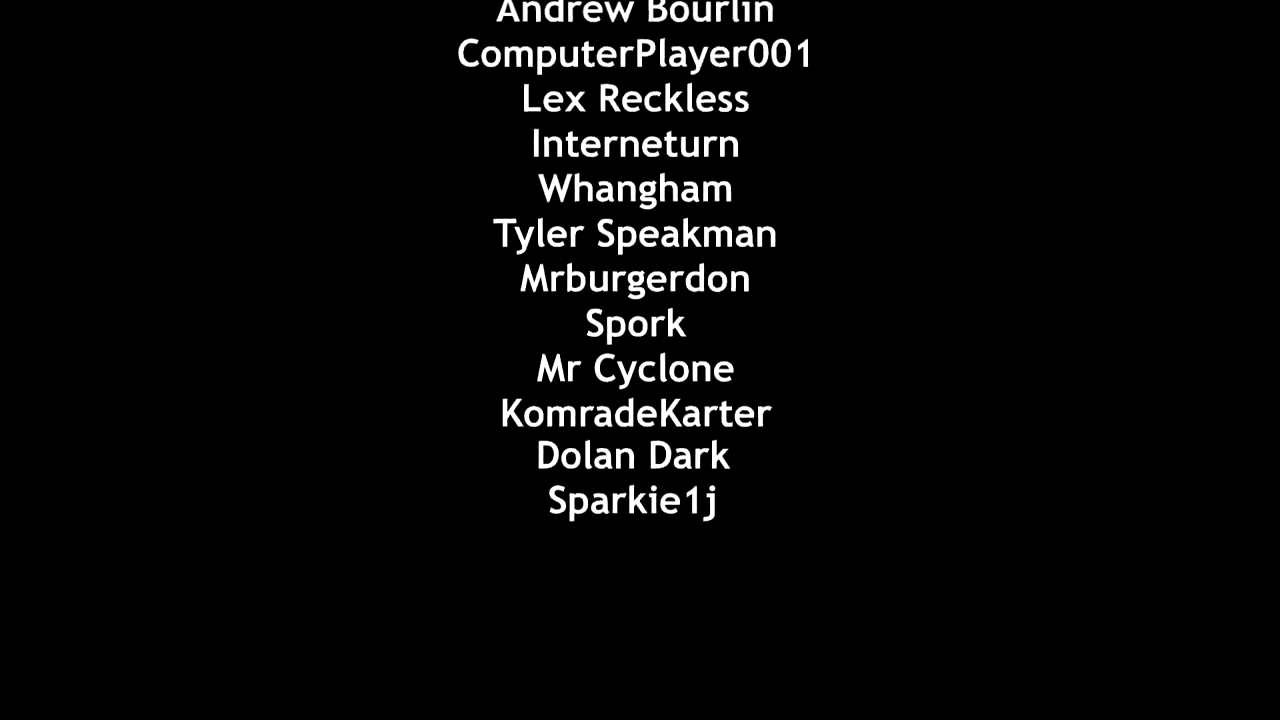 Andrew Bourlin
ComputerPlayer001
Lex Reckless
Interneturn
Whangham
Tyler Speakman
Mrburgerdon
Spork
Mr Cyclone
KomradeKarter
Dolan Dark
Sparkie1j